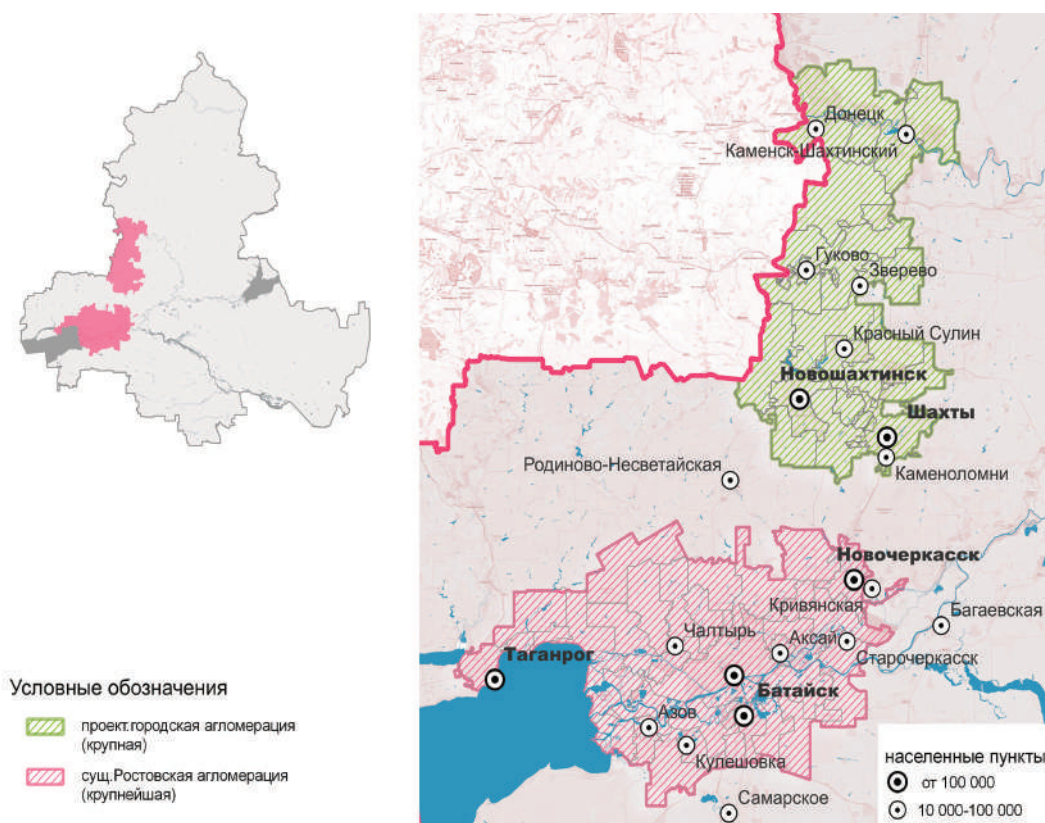 Донецк
Каменск-Шахтинский
Гуково
Зверево
Красный Сулин
Новошахтинск
Шахты
Каменоломни
Родиново-Несветайская
Новочеркасск
Кривянская
Багаевская
Чалтырь
Аксай
Старочеркасск
Таганрог
Батайск
Азов
Кулешовка
Самарское
Условные обозначения
проект.городская агломерация
(крупная)
сущ.Ростовская агломерация
(крупнейшая)
населенные пункты
от 100 000
10 000-100 000